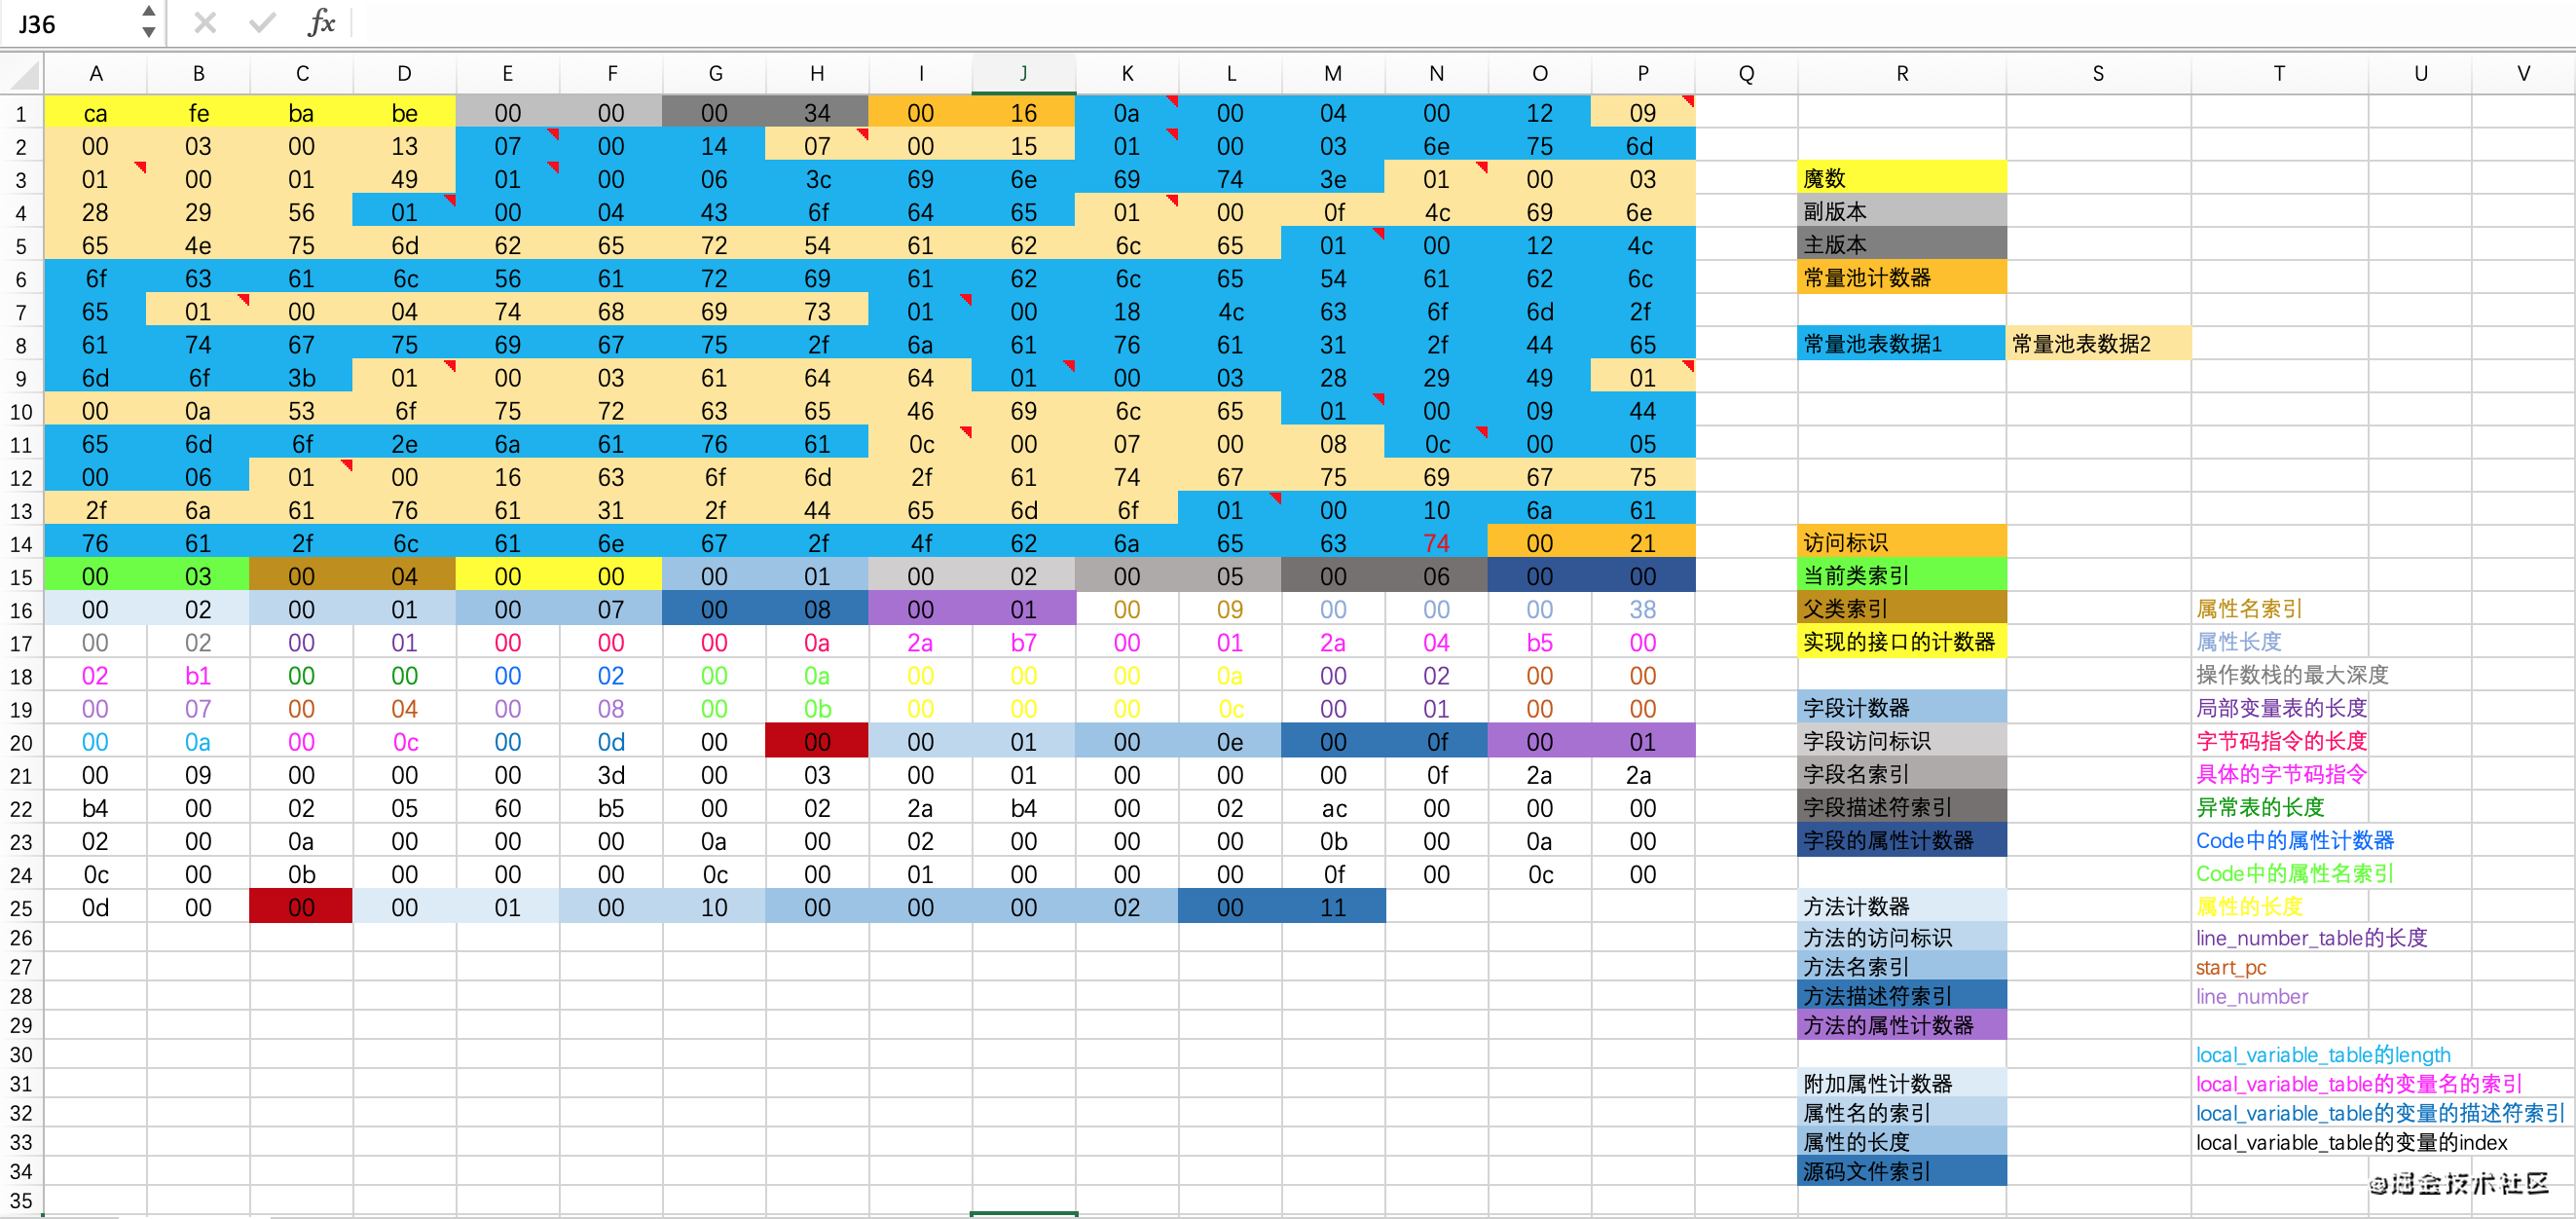 J36 fx
A B C D E F G H I J K L M N O P Q R S T U V
1 ca fe ba be 00 00 00 34 00 16 0a 00 04 00 12 09
2 00 03 00 13 07 00 14 07 00 15 01 00 03 6e 75 6d
3 01 00 01 49 01 00 06 3c 69 6e 69 74 3e 01 00 03 魔数
4 28 29 56 01 00 04 43 6f 64 65 01 00 0f 4c 69 6e 副版本
5 65 4e 75 6d 62 65 72 54 61 62 6c 65 01 00 12 4c 主版本
6 6f 63 61 6c 56 61 72 69 61 62 6c 65 54 61 62 6c 常量池计数器
7 65 01 00 04 74 68 69 73 01 00 18 4c 63 6f 6d 2f
8 61 74 67 75 69 67 75 2f 6a 61 76 61 31 2f 44 65 常量池表数据1 常量池表数据2
9 6d 6f 3b 01 00 03 61 64 64 01 00 03 28 29 49 01
10 00 0a 53 6f 75 72 63 65 46 69 6c 65 01 00 09 44
11 65 6d 6f 2e 6a 61 76 61 0c 00 07 00 08 0c 00 05
12 00 06 01 00 16 63 6f 6d 2f 61 74 67 75 69 67 75
13 2f 6a 61 76 61 31 2f 44 65 6d 6f 01 00 10 6a 61
14 76 61 2f 6c 61 6e 67 2f 4f 62 6a 65 63 74 00 21 访问标识
15 00 03 00 04 00 00 00 01 00 02 00 05 00 06 00 00 当前类索引
16 00 02 00 01 00 07 00 08 00 01 00 09 00 00 00 38 父类索引 属性名索引
17 00 02 00 01 00 00 00 0a 2a b7 00 01 2a 04 b5 00 实现的接口的计数器 属性长度
18 02 b1 00 00 00 02 00 0a 00 00 00 0a 00 02 00 00 操作数栈的最大深度
19 00 07 00 04 00 08 00 0b 00 00 00 0c 00 01 00 00 字段计数器 局部变量表的长度
20 00 0a 00 0c 00 0d 00 00 00 01 00 0e 00 0f 00 01 字段访问标识 字节码指令的长度
21 00 09 00 00 00 3d 00 03 00 01 00 00 00 0f 2a 2a 字段名索引 具体的字节码指令
22 b4 00 02 05 60 b5 00 02 2a b4 00 02 ac 00 00 00 字段描述符索引 异常表的长度
23 02 00 0a 00 00 00 0a 00 02 00 00 00 0b 00 0a 00 字段的属性计数器 Code中的属性计数器
24 0c 00 0b 00 00 00 0c 00 01 00 00 00 0f 00 0c 00 Code中的属性名索引
25 0d 00 00 00 01 00 10 00 00 00 02 00 11 方法计数器 属性的长度
26 方法的访问标识 line_number_table的长度
27 方法名索引 start_pc
28 方法描述符索引 line_number
29 方法的属性计数器
30 local_variable_table的length
31 附加属性计数器 local_variable_table的变量名的索引
32 属性名的索引 local_variable_table的变量的描述符索引
33 属性的长度 local_variable_table的变量的index
34 源码文件索引
35
@掘金技术社区